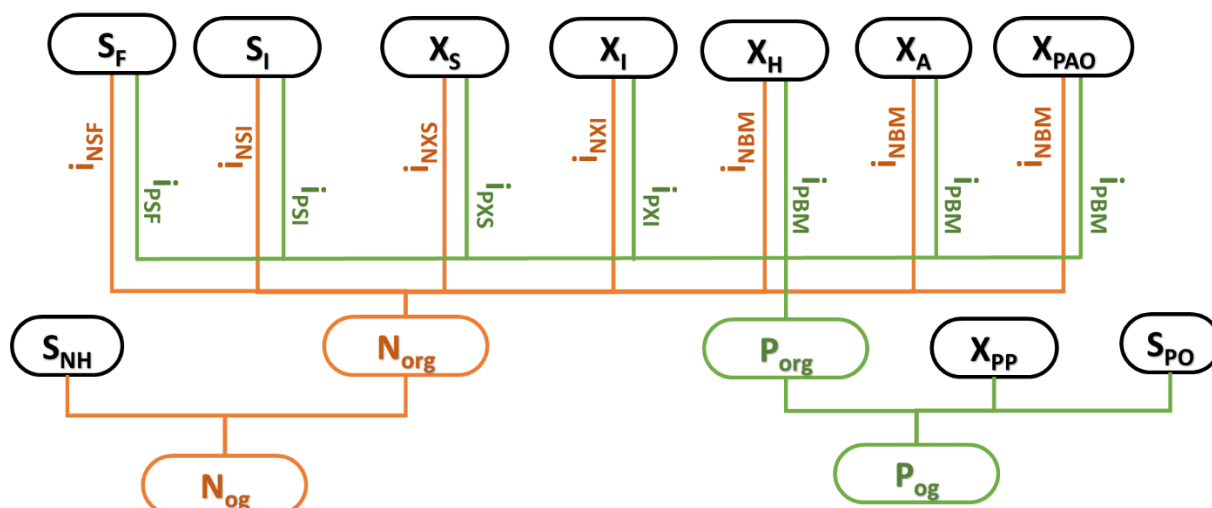 S_F S_I X_S X_I X_H X_A X_PAO
i_NSF i_NSI i_NXS i_NXI i_NBM i_NBM i_NBM
i_PSF i_PSI i_PXS i_PXI i_PBM i_PBM i_PBM
S_NH N_org P_org X_PP S_PO
N_og P_og